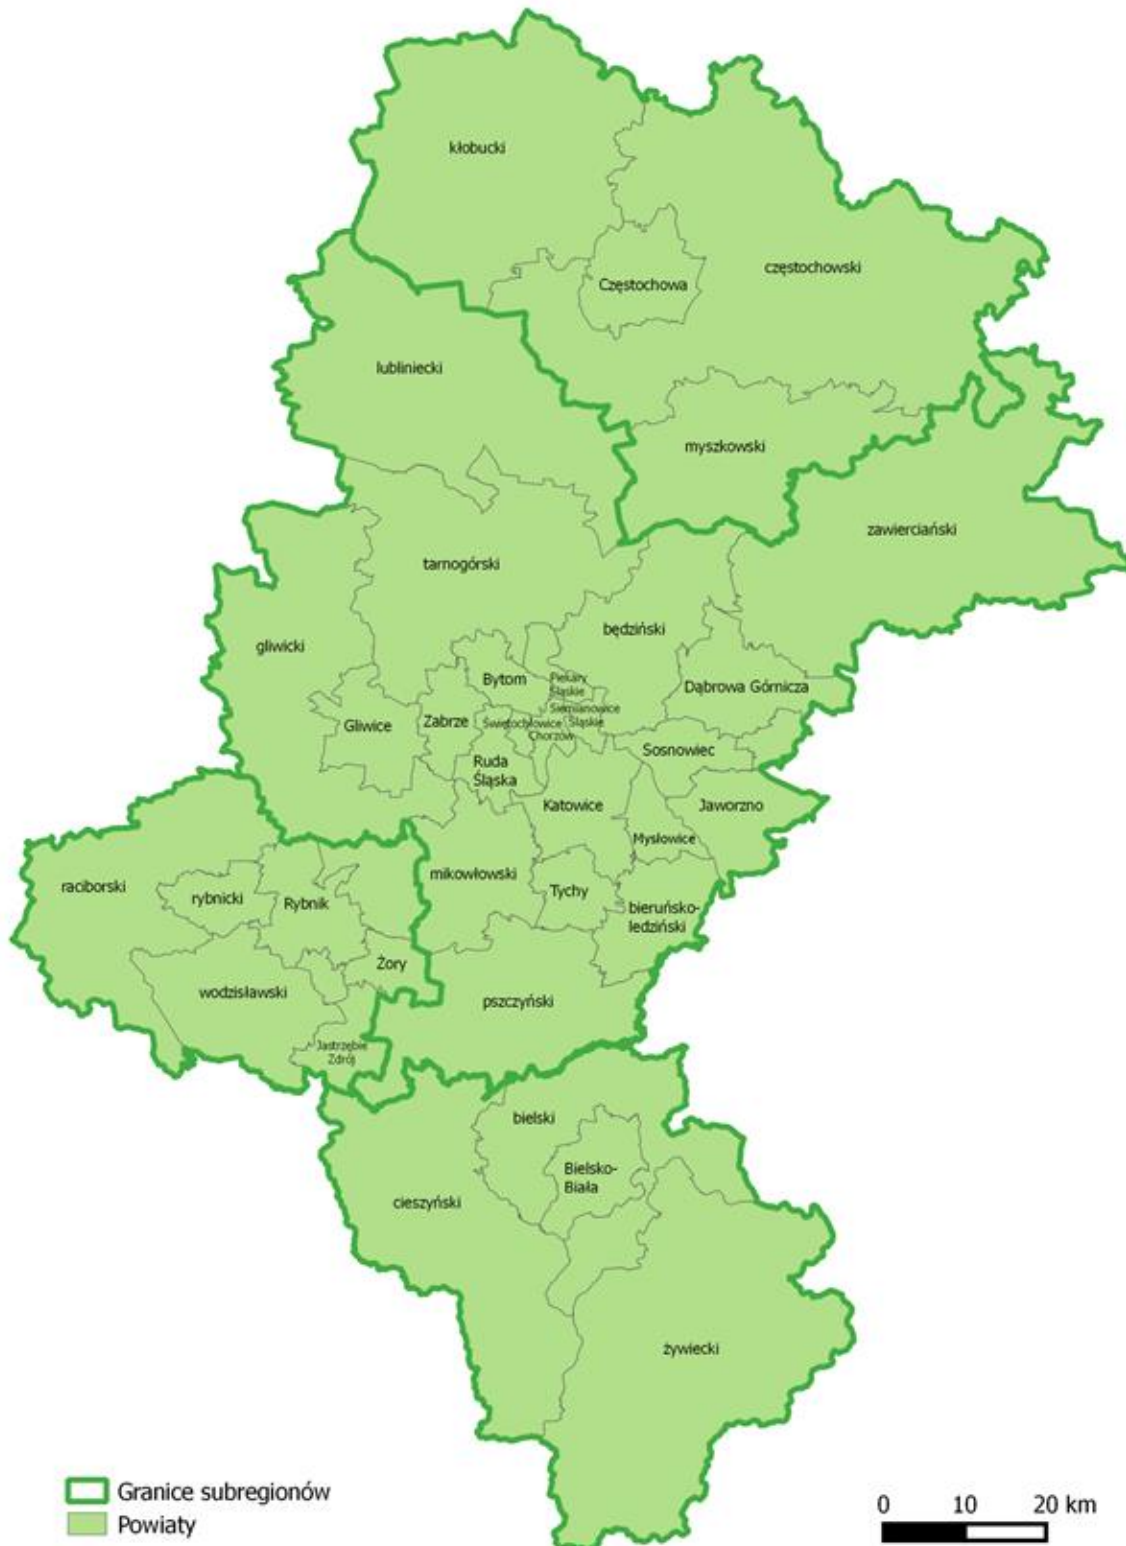 kłobucki
częstochowski
Częstochowa
lubliniecki
myszkowski
zawierciański
tarnogórski
będziński
gliwicki
Bytom
Piekary
Śląskie
Dąbrowa Górnicza
Siemianowice
Śląskie
Gliwice
Zabrze
Świętochłowice
Chorzów
Sosnowiec
Ruda
Śląska
Katowice
Jaworzno
Mysłowice
mikowłowski
raciborski
rybnicki
Rybnik
Tychy
bieruńsko-
ledziński
Żory
wodzisławski
pszczyński
Jastrzębie
Zdrój
bielski
Bielsko-
Biała
cieszyński
żywiecki
Granice subregionów
Powiaty
0 10 20 km